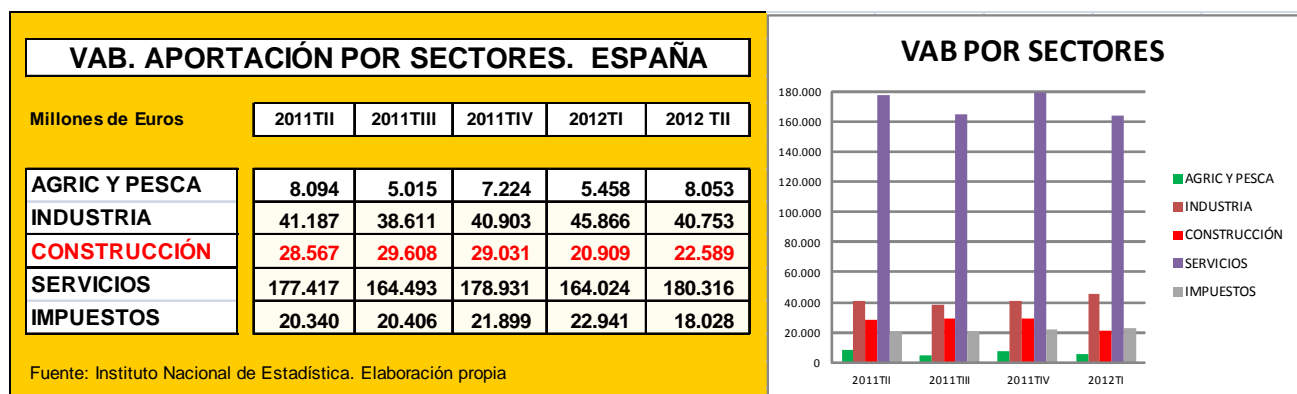 VAB. APORTACIÓN POR SECTORES. ESPAÑA
Millones de Euros 2011TII 2011TIII 2011TIV 2012TI 2012 TII
AGRIC Y PESCA 8.094 5.015 7.224 5.458 8.053
INDUSTRIA 41.187 38.611 40.903 45.866 40.753
CONSTRUCCIÓN 28.567 29.608 29.031 20.909 22.589
SERVICIOS 177.417 164.493 178.931 164.024 180.316
IMPUESTOS 20.340 20.406 21.899 22.941 18.028
Fuente: Instituto Nacional de Estadística. Elaboración propia
VAB POR SECTORES
180.000
160.000
140.000
120.000
100.000
80.000
60.000
40.000
20.000
0
2011TII 2011TIII 2011TIV 2012TI
AGRIC Y PESCA
INDUSTRIA
CONSTRUCCIÓN
SERVICIOS
IMPUESTOS